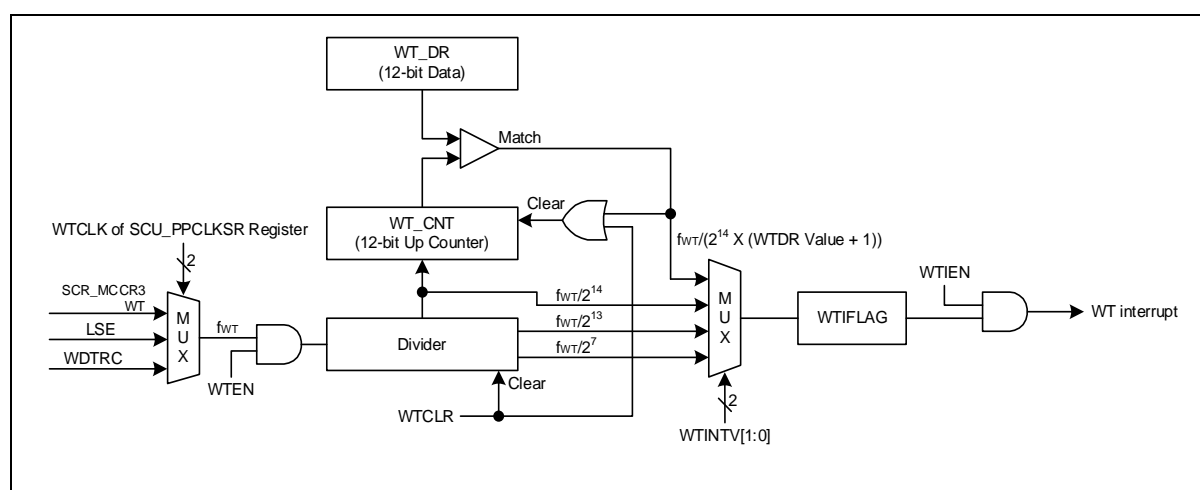 WT_DR
(12-bit Data)
Match
Clear
WTCLK of SCU_PPCLKSR Register
WT_CNT
(12-bit Up Counter)
fWT/(2^14 X (WTDR Value + 1))
2
SCR_MCCR3
WT
LSE
WDTRC
MUX
fWT
WTEN
Divider
fWT/2^14
fWT/2^13
fWT/2^7
MUX
WTIFLAG
WTIEN
WT interrupt
Clear
WTCLR
2
WTINTV[1:0]